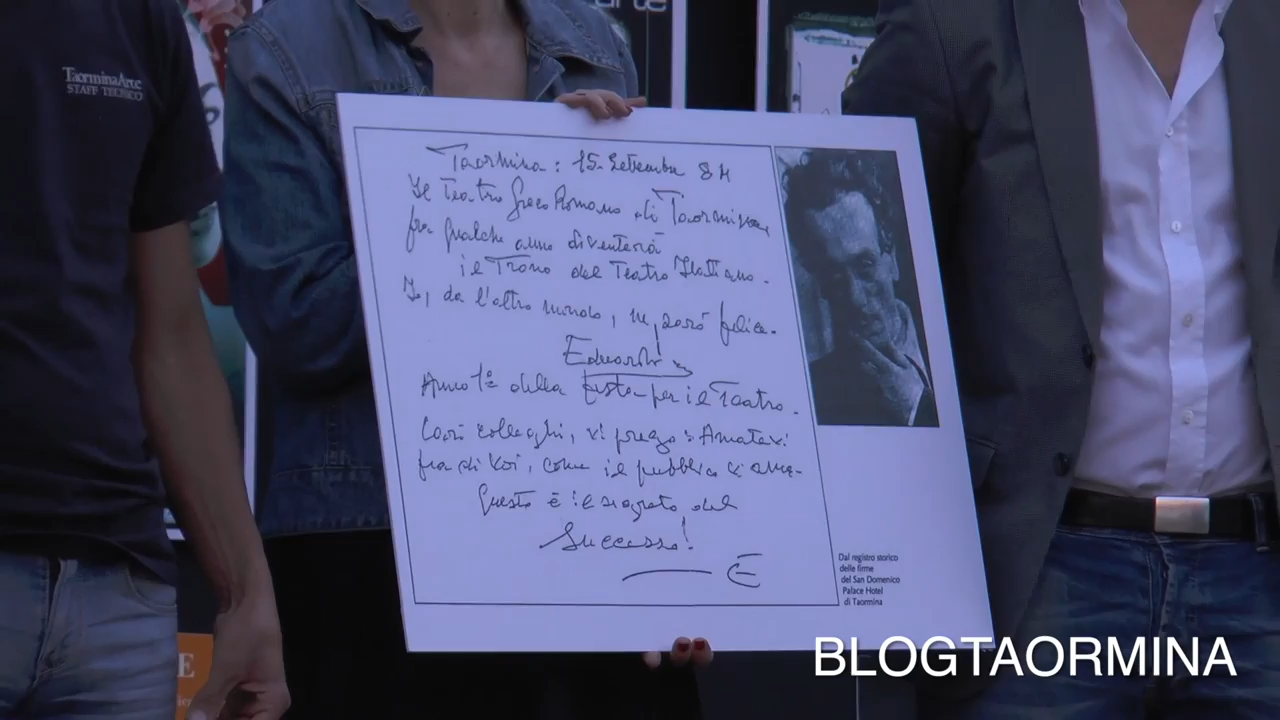 TaorminaArte
STAFF TECNICO
arte
Taormina: 15. Settembre 84
Il Teatro Greco Romano di Taormina
fra qualche anno diventerà
il Trono del Teatro Italiano.
Io, da l'altro mondo, ne sarò felice.
Eduardo
Anno 1º della festa per il Teatro.
Cari colleghi, vi prego: Amatevi
fra di voi, come il pubblico ci ama.
Questo è il segreto del
Successo!
E
Dal registro storico
delle firme
del San Domenico
Palace Hotel
di Taormina
E
BLOGTAORMINA